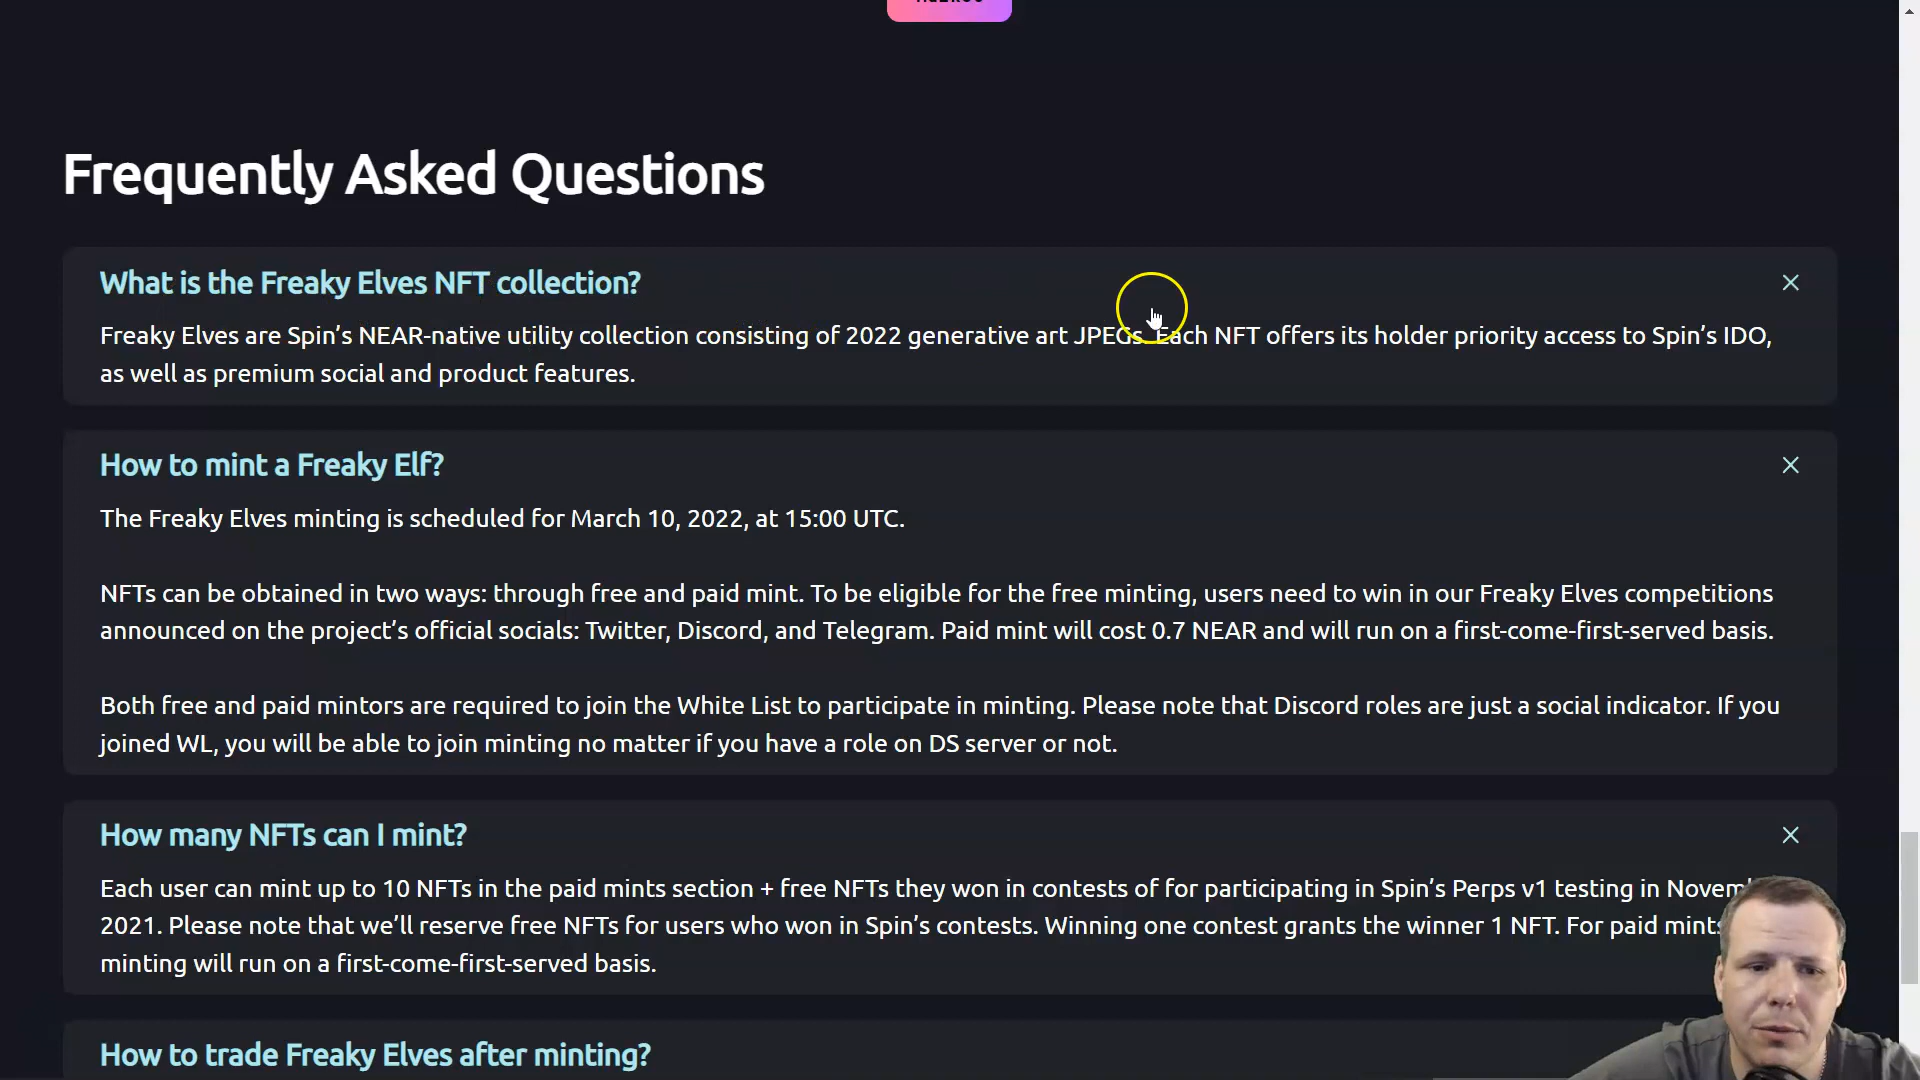 Frequently Asked Questions
What is the Freaky Elves NFT collection?
Freaky Elves are Spin’s NEAR-native utility collection consisting of 2022 generative art JPEGs. Each NFT offers its holder priority access to Spin’s IDO,
as well as premium social and product features.
How to mint a Freaky Elf?
The Freaky Elves minting is scheduled for March 10, 2022, at 15:00 UTC.
NFTs can be obtained in two ways: through free and paid mint. To be eligible for the free minting, users need to win in our Freaky Elves competitions
announced on the project’s official socials: Twitter, Discord, and Telegram. Paid mint will cost 0.7 NEAR and will run on a first-come-first-served basis.
Both free and paid mintors are required to join the White List to participate in minting. Please note that Discord roles are just a social indicator. If you
joined WL, you will be able to join minting no matter if you have a role on DS server or not.
How many NFTs can I mint?
Each user can mint up to 10 NFTs in the paid mints section + free NFTs they won in contests of for participating in Spin’s Perps v1 testing in
2021. Please note that we’ll reserve free NFTs for users who won in Spin’s contests. Winning one contest grants the winner 1 NFT. For paid mints
minting will run on a first-come-first-served basis.
How to trade Freaky Elves after minting?